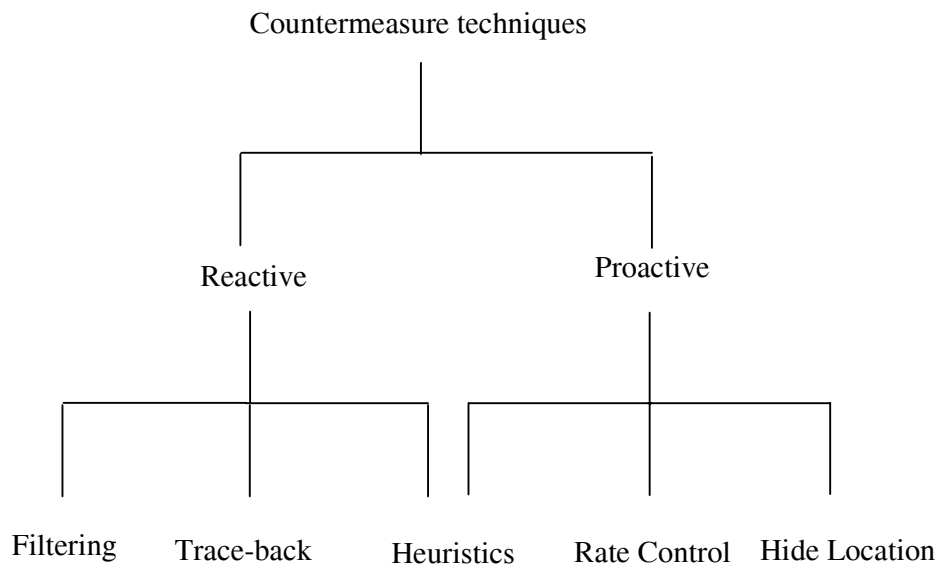 Countermeasure techniques
Reactive
Proactive
Filtering
Trace-back
Heuristics
Rate Control
Hide Location